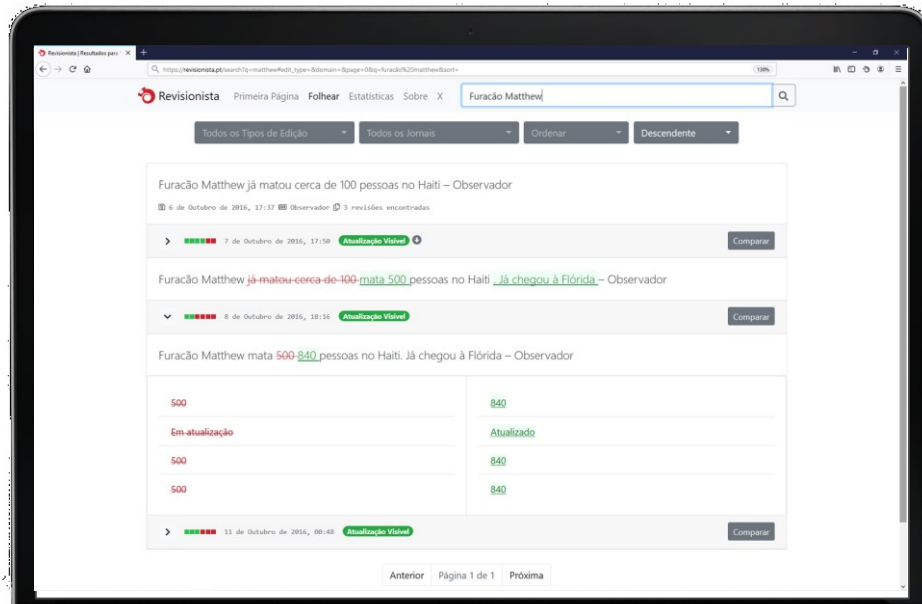 Revisionista | Resultados para
https://revisionista.pt/search?q=matthew#edit_type=&domain=&page=0&q=furacão%20matthew&sort=
Revisionista Primeira Página Folhear Estatísticas Sobre X Furacão Matthew
Todos os Tipos de Edição Todos os Jornais Ordenar Descendente
Furacão Matthew já matou cerca de 100 pessoas no Haiti – Observador
6 de Outubro de 2016, 17:37 Observador 3 revisões encontradas
7 de Outubro de 2016, 17:50 Atualização Visível Comparar
Furacão Matthew já matou cerca de 100 mata 500 pessoas no Haiti . Já chegou à Flórida – Observador
8 de Outubro de 2016, 18:16 Atualização Visível Comparar
Furacão Matthew mata 500 840 pessoas no Haiti. Já chegou à Flórida – Observador
500 840
Em atualização Atualizado
500 840
500 840
11 de Outubro de 2016, 00:48 Atualização Visível Comparar
Anterior Página 1 de 1 Próxima